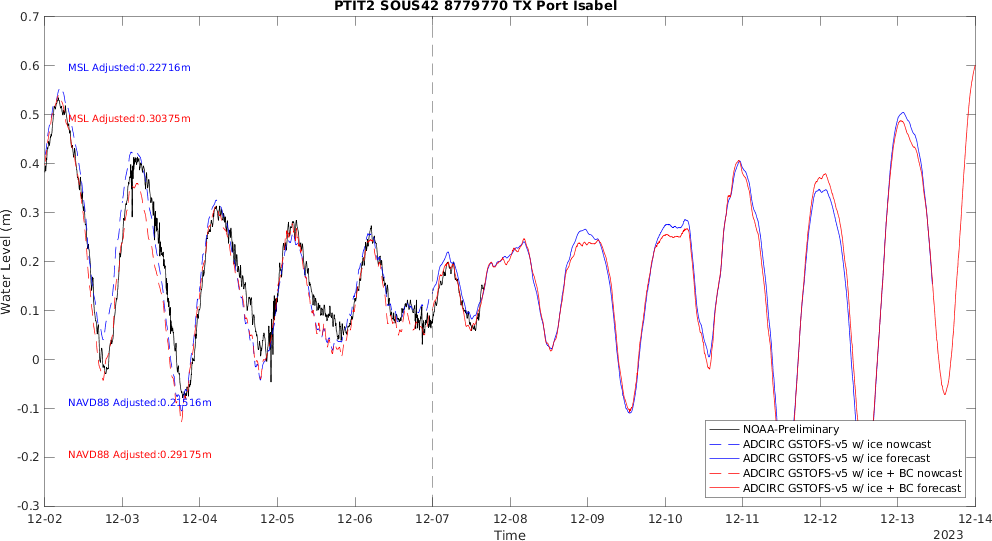 PTIT2 SOUS42 8779770 TX Port Isabel
0.7
0.6
0.5
0.4
0.3
0.2
0.1
0
-0.1
-0.2
-0.3
Water Level (m)
MSL Adjusted:0.22716m
MSL Adjusted:0.30375m
NAVD88 Adjusted:0.21516m
NAVD88 Adjusted:0.29175m
NOAA-Preliminary
ADCIRC GSTOFS-v5 w/ ice nowcast
ADCIRC GSTOFS-v5 w/ ice forecast
ADCIRC GSTOFS-v5 w/ ice + BC nowcast
ADCIRC GSTOFS-v5 w/ ice + BC forecast
12-02 12-03 12-04 12-05 12-06 12-07 12-08 12-09 12-10 12-11 12-12 12-13 12-14
Time
2023